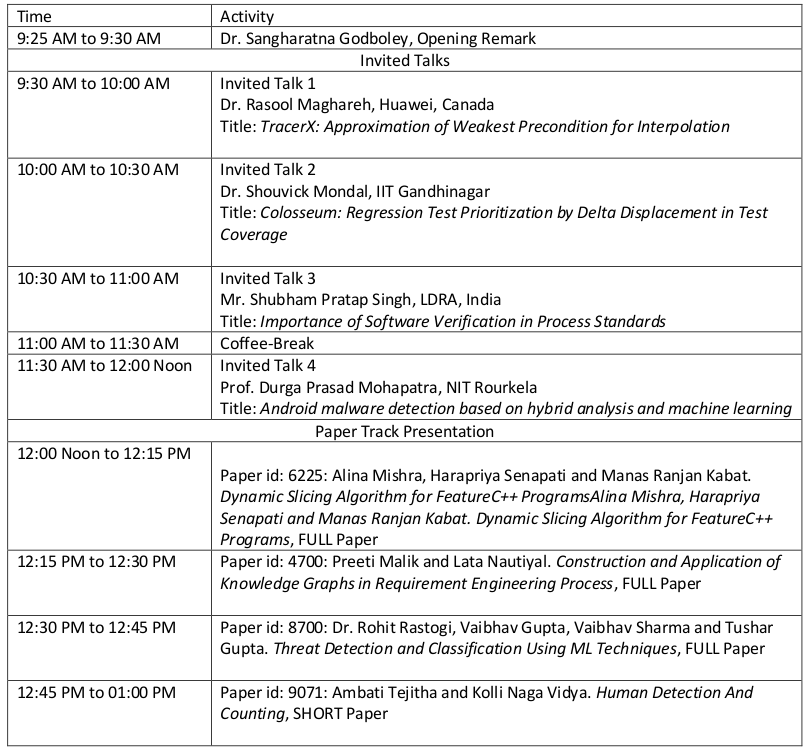 Time Activity
9:25 AM to 9:30 AM Dr. Sangharatna Godboley, Opening Remark
Invited Talks
9:30 AM to 10:00 AM Invited Talk 1
Dr. Rasool Maghareh, Huawei, Canada
Title: TracerX: Approximation of Weakest Precondition for Interpolation
10:00 AM to 10:30 AM Invited Talk 2
Dr. Shouvick Mondal, IIT Gandhinagar
Title: Colosseum: Regression Test Prioritization by Delta Displacement in Test
Coverage
10:30 AM to 11:00 AM Invited Talk 3
Mr. Shubham Pratap Singh, LDRA, India
Title: Importance of Software Verification in Process Standards
11:00 AM to 11:30 AM Coffee-Break
11:30 AM to 12:00 Noon Invited Talk 4
Prof. Durga Prasad Mohapatra, NIT Rourkela
Title: Android malware detection based on hybrid analysis and machine learning
Paper Track Presentation
12:00 Noon to 12:15 PM
Paper id: 6225: Alina Mishra, Harapriya Senapati and Manas Ranjan Kabat.
Dynamic Slicing Algorithm for FeatureC++ ProgramsAlina Mishra, Harapriya
Senapati and Manas Ranjan Kabat. Dynamic Slicing Algorithm for FeatureC++
Programs, FULL Paper
12:15 PM to 12:30 PM Paper id: 4700: Preeti Malik and Lata Nautiyal. Construction and Application of
Knowledge Graphs in Requirement Engineering Process, FULL Paper
12:30 PM to 12:45 PM Paper id: 8700: Dr. Rohit Rastogi, Vaibhav Gupta, Vaibhav Sharma and Tushar
Gupta. Threat Detection and Classification Using ML Techniques, FULL Paper
12:45 PM to 01:00 PM Paper id: 9071: Ambati Tejitha and Kolli Naga Vidya. Human Detection And
Counting, SHORT Paper